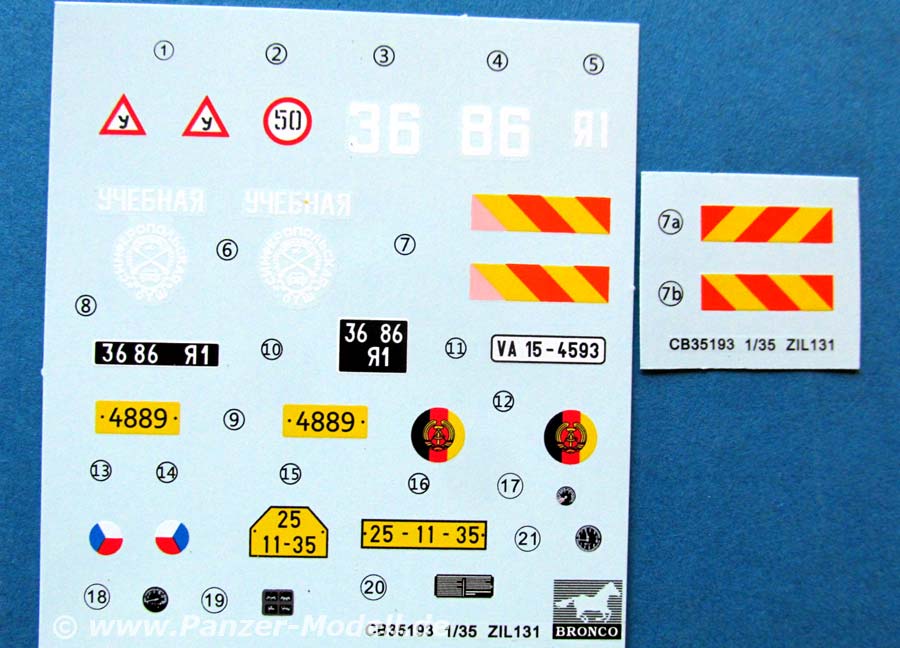 ① ② ③ ④ ⑤
У У 50 36 86 Я1
УЧЕБНАЯ УЧЕБНАЯ
⑥ ⑦
⑧
36 86 Я1
⑩
36 86
Я1
⑪
VA 15-4593
·4889· ⑨ ·4889· ⑫
⑬ ⑭ ⑮ ⑯ ⑰
25
11-35
·25 - 11 - 35·
㉑
⑱ ⑲ ⑳
CB35193 1/35 ZIL131
BRONCO
7a
7b
CB35193 1/35 ZIL131
© www.Panzer-Modell.de